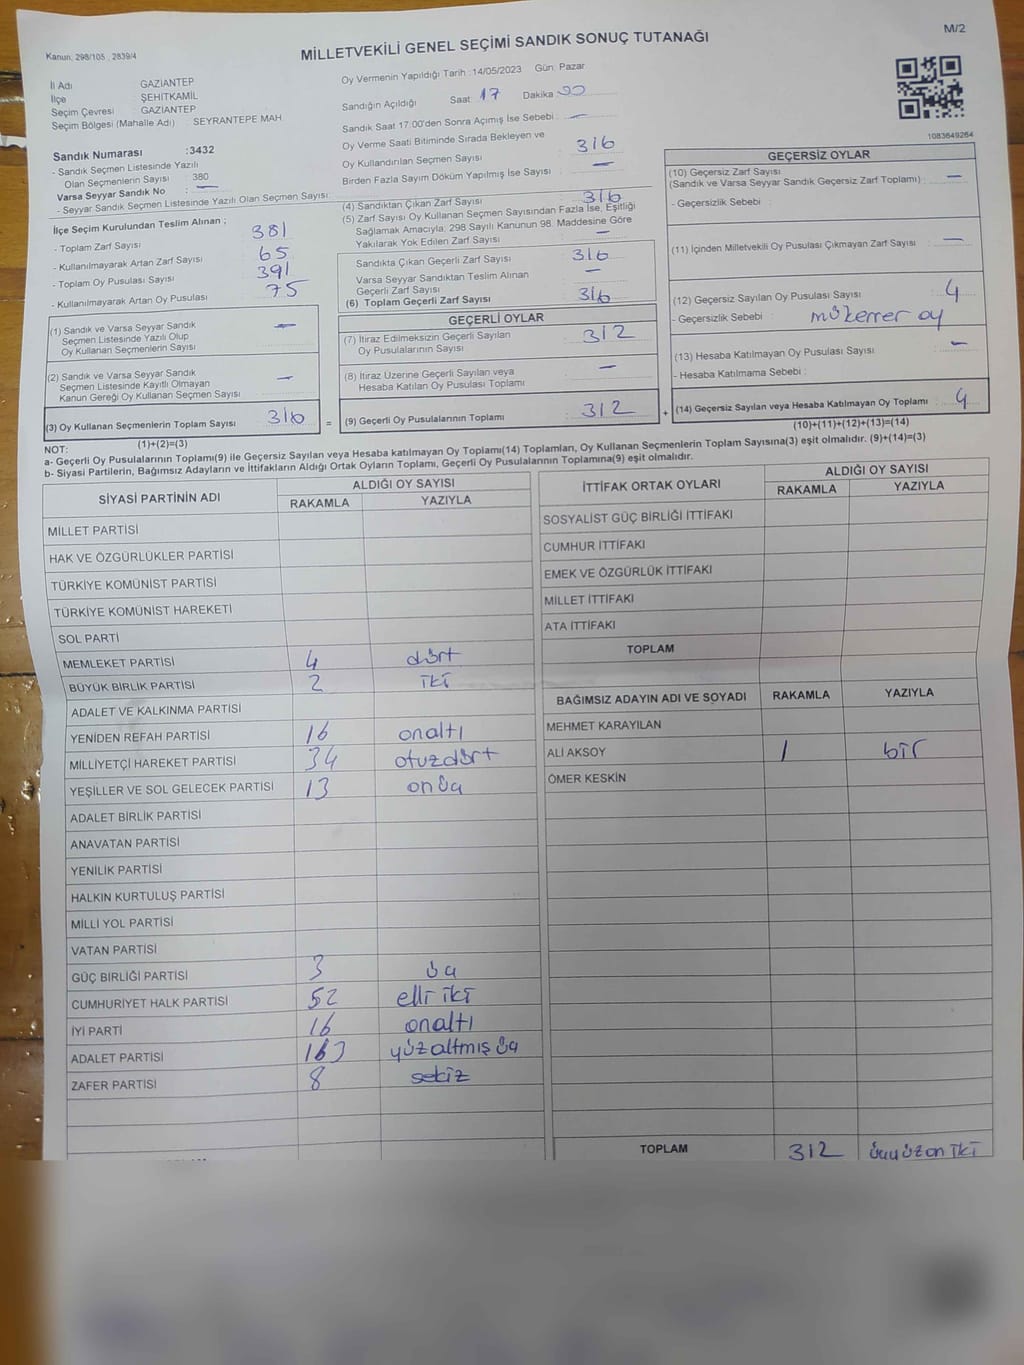 M/2
Kanun: 298/105 , 2839/4
MİLLETVEKİLİ GENEL SEÇİMİ SANDIK SONUÇ TUTANAĞI
İl Adı GAZİANTEP
İlçe ŞEHİTKAMİL
Seçim Çevresi GAZİANTEP
Seçim Bölgesi (Mahalle Adı) : SEYRANTEPE MAH
Sandık Numarası :3432
- Sandık Seçmen Listesinde Yazılı
Olan Seçmenlerin Sayısı : 380
Varsa Seyyar Sandık No : —
- Seyyar Sandık Seçmen Listesinde Yazılı Olan Seçmen Sayısı:
İlçe Seçim Kurulundan Teslim Alınan ;
- Toplam Zarf Sayısı : 381
- Kullanılmayarak Artan Zarf Sayısı : 65
- Toplam Oy Pusulası Sayısı : 391
- Kullanılmayarak Artan Oy Pusulası : 75
Oy Vermenin Yapıldığı Tarih :14/05/2023 Gün: Pazar
Sandığın Açıldığı Saat 17 Dakika
Sandık Saat 17:00'den Sonra Açımış İse Sebebi : —
Oy Verme Saati Bitiminde Sırada Bekleyen ve
Oy Kullandırılan Seçmen Sayısı : 316
Birden Fazla Sayım Döküm Yapılmış İse Sayısı : —
(4) Sandıktan Çıkan Zarf Sayısı : 316
(5) Zarf Sayısı Oy Kullanan Seçmen Sayısından Fazla İse, Eşitliği
Sağlamak Amacıyla; 298 Sayılı Kanunun 98. Maddesine Göre
Yakılarak Yok Edilen Zarf Sayısı : —
Sandıkta Çıkan Geçerli Zarf Sayısı : 316
Varsa Seyyar Sandıktan Teslim Alınan
Geçerli Zarf Sayısı : —
(6) Toplam Geçerli Zarf Sayısı : 316
GEÇERSİZ OYLAR
1083649264
(10) Geçersiz Zarf Sayısı
(Sandık ve Varsa Seyyar Sandık Geçersiz Zarf Toplamı) : —
- Geçersizlik Sebebi :
(11) İçinden Milletvekili Oy Pusulası Çıkmayan Zarf Sayısı : —
(12) Geçersiz Sayılan Oy Pusulası Sayısı : 4
- Geçersizlik Sebebi : mükerrer oy
(13) Hesaba Katılmayan Oy Pusulası Sayısı : —
- Hesaba Katılmama Sebebi :
(14) Geçersiz Sayılan veya Hesaba Katılmayan Oy Toplamı : 4
(10)+(11)+(12)+(13)=(14)
(1) Sandık ve Varsa Seyyar Sandık
Seçmen Listesinde Yazılı Olup
Oy Kullanan Seçmenlerin Sayısı : —
(2) Sandık ve Varsa Seyyar Sandık
Seçmen Listesinde Kayıtlı Olmayan
Kanun Gereği Oy Kullanan Seçmen Sayısı : —
(3) Oy Kullanan Seçmenlerin Toplam Sayısı : 316
(1)+(2)=(3)
GEÇERLİ OYLAR
(7) İtiraz Edilmeksizin Geçerli Sayılan
Oy Pusulalarının Sayısı : 312
(8) İtiraz Üzerine Geçerli Sayılan veya
Hesaba Katılan Oy Pusulası Toplamı : —
= (9) Geçerli Oy Pusulalarının Toplamı : 312 +
NOT:
a- Geçerli Oy Pusulalarının Toplamı(9) ile Geçersiz Sayılan veya Hesaba katılmayan Oy Toplamı(14) Toplamları, Oy Kullanan Seçmenlerin Toplam Sayısına(3) eşit olmalıdır. (9)+(14)=(3)
b- Siyasi Partilerin, Bağımsız Adayların ve İttifakların Aldığı Ortak Oyların Toplamı, Geçerli Oy Pusulalarının Toplamına(9) eşit olmalıdır.
SİYASİ PARTİNİN ADI ALDIĞI OY SAYISI
RAKAMLA YAZIYLA
MİLLET PARTİSİ
HAK VE ÖZGÜRLÜKLER PARTİSİ
TÜRKİYE KOMÜNİST PARTİSİ
TÜRKİYE KOMÜNİST HAREKETİ
SOL PARTİ
MEMLEKET PARTİSİ 4 dört
BÜYÜK BİRLİK PARTİSİ 2 iki
ADALET VE KALKINMA PARTİSİ
YENİDEN REFAH PARTİSİ 16 onaltı
MİLLİYETÇİ HAREKET PARTİSİ 34 otuzdört
YEŞİLLER VE SOL GELECEK PARTİSİ 13 onüç
ADALET BİRLİK PARTİSİ
ANAVATAN PARTİSİ
YENİLİK PARTİSİ
HALKIN KURTULUŞ PARTİSİ
MİLLİ YOL PARTİSİ
VATAN PARTİSİ
GÜÇ BİRLİĞİ PARTİSİ 3 üç
CUMHURİYET HALK PARTİSİ 52 elli iki
İYİ PARTİ 16 onaltı
ADALET PARTİSİ 163 yüzaltmış üç
ZAFER PARTİSİ 8 sekiz
İTTİFAK ORTAK OYLARI ALDIĞI OY SAYISI
RAKAMLA YAZIYLA
SOSYALİST GÜÇ BİRLİĞİ İTTİFAKI
CUMHUR İTTİFAKI
EMEK VE ÖZGÜRLÜK İTTİFAKI
MİLLET İTTİFAKI
ATA İTTİFAKI
TOPLAM
BAĞIMSIZ ADAYIN ADI VE SOYADI RAKAMLA YAZIYLA
MEHMET KARAYILAN
ALİ AKSOY 1 bir
ÖMER KESKİN
TOPLAM 312 üçyüzon iki